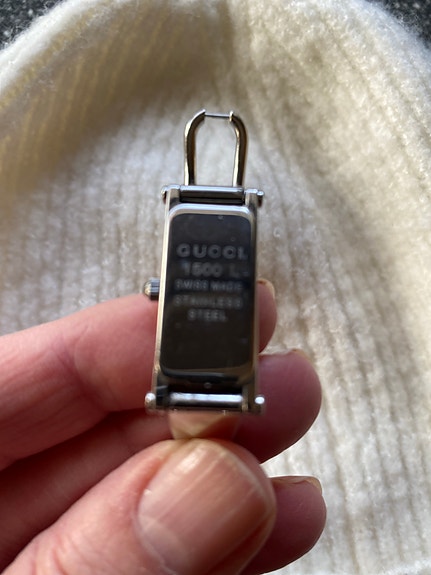 GUCCI
1500 L
SWISS MADE
STAINLESS
STEEL